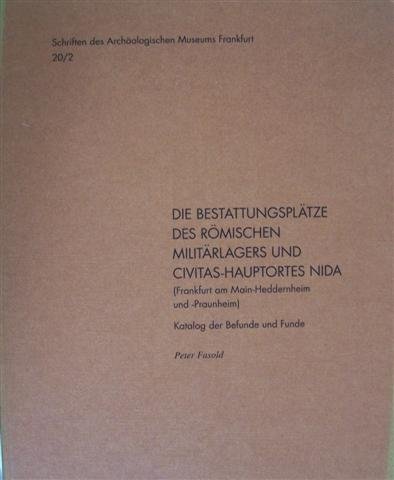 Schriften des Archäologischen Museums Frankfurt
20/2
DIE BESTATTUNGSPLÄTZE
DES RÖMISCHEN
MILITÄRLAGERS UND
CIVITAS-HAUPTORTES NIDA
(Frankfurt am Main-Heddernheim
und -Praunheim)
Katalog der Befunde und Funde
Peter Fasold